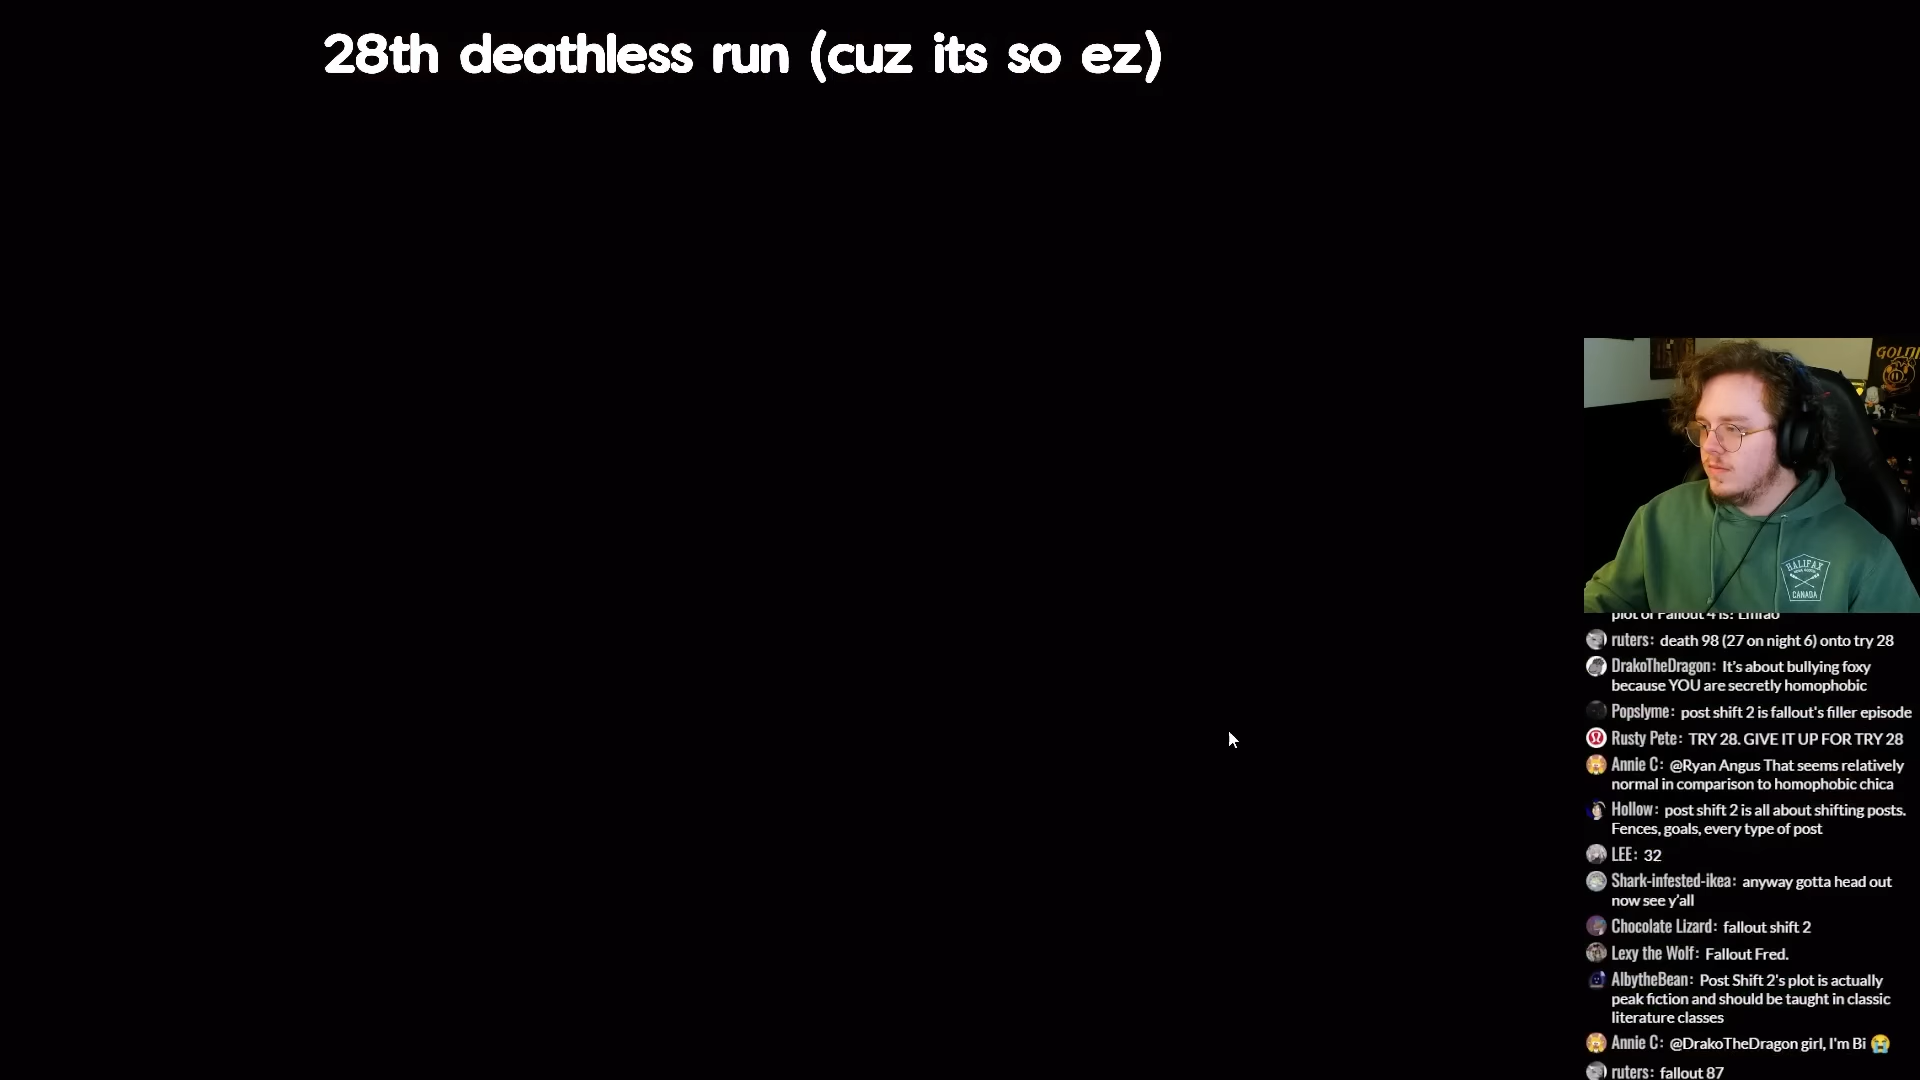 28th deathless run (cuz its so ez)
GOLD
HALIFAX
CANADA
plot of Fallout 4 is? Lmfao
ruters: death 98 (27 on night 6) onto try 28
DrakoTheDragon: It's about bullying foxy
because YOU are secretly homophobic
Popslyme: post shift 2 is fallout's filler episode
Rusty Pete: TRY 28. GIVE IT UP FOR TRY 28
Annie C: @Ryan Angus That seems relatively
normal in comparison to homophobic chica
Hollow: post shift 2 is all about shifting posts.
Fences, goals, every type of post
LEE: 32
Shark-infested-ikea: anyway gotta head out
now see y'all
Chocolate Lizard: fallout shift 2
Lexy the Wolf: Fallout Fred.
AlbytheBean: Post Shift 2's plot is actually
peak fiction and should be taught in classic
literature classes
Annie C: @DrakoTheDragon girl, I'm Bi 😭
ruters: fallout 87